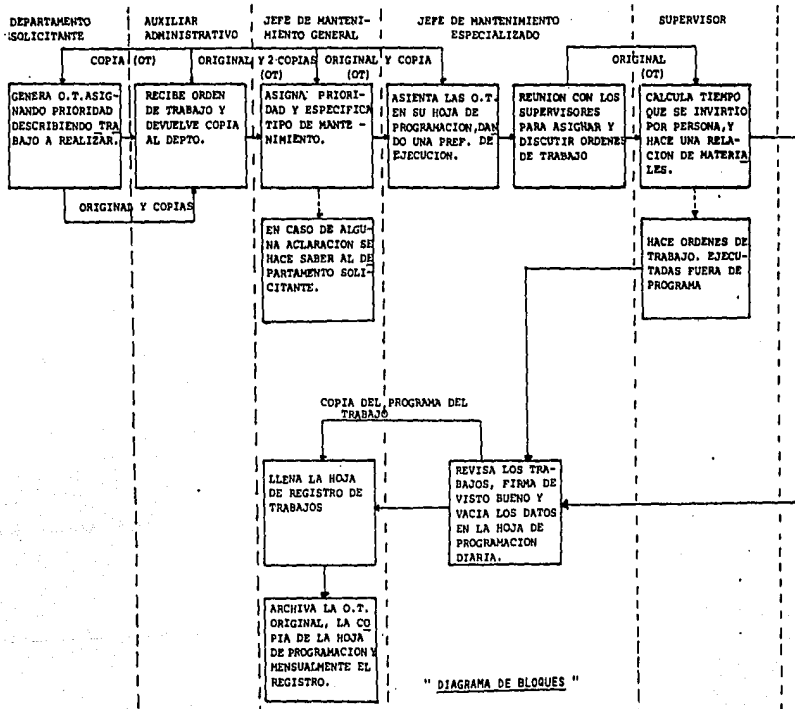 DEPARTAMENTO
SOLICITANTE
AUXILIAR
ADMINISTRATIVO
JEFE DE MANTENI-
MIENTO GENERAL
JEFE DE MANTENIMIENTO
ESPECIALIZADO
SUPERVISOR
COPIA (OT)
ORIGINAL Y 2 COPIAS
(OT)
ORIGINAL Y COPIA
(OT)
ORIGINAL
(OT)
GENERA O.T.ASIG-
NANDO PRIORIDAD
DESCRIBIENDO TRA
BAJO A REALIZAR.
RECIBE ORDEN
DE TRABAJO Y
DEVUELVE COPIA
AL DEPTO.
ASIGNA PRIORI-
DAD Y ESPECIFICA
TIPO DE MANTE -
NIMIENTO.
ASIENTA LAS O.T.
EN SU HOJA DE
PROGRAMACION,DAN
DO UNA PREF. DE
EJECUCION.
REUNION CON LOS
SUPERVISORES
PARA ASIGNAR Y
DISCUTIR ORDENES
DE TRABAJO
CALCULA TIEMPO
QUE SE INVIRTIO
POR PERSONA,Y
HACE UNA RELA-
CION DE MATERIA
LES.
ORIGINAL Y COPIAS
EN CASO DE ALGU-
NA ACLARACION SE
HACE SABER AL DE
PARTAMENTO SOLI-
CITANTE.
HACE ORDENES DE
TRABAJO. EJECU-
TADAS FUERA DE
PROGRAMA
COPIA DEL PROGRAMA DEL
TRABAJO
LLENA LA HOJA
DE REGISTRO DE
TRABAJOS
REVISA LOS TRA-
BAJOS, FIRMA DE
VISTO BUENO Y
VACIA LOS DATOS
EN LA HOJA DE
PROGRAMACION
DIARIA.
ARCHIVA LA O.T.
ORIGINAL, LA CO
PIA DE LA HOJA
DE PROGRAMACION Y
MENSUALMENTE EL
REGISTRO.
" DIAGRAMA DE BLOQUES "